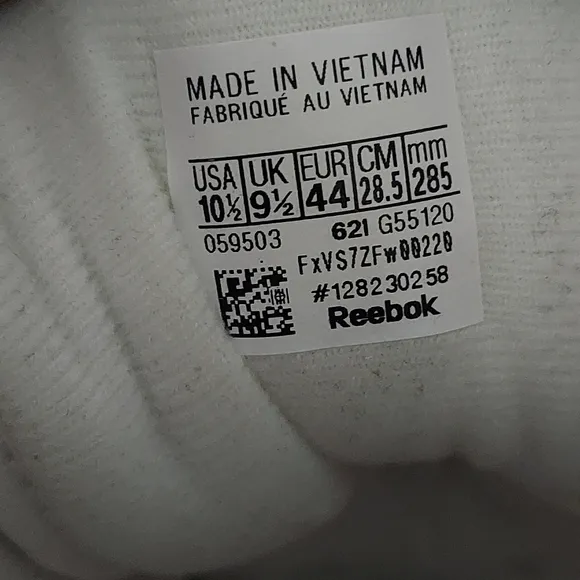 MADE IN VIETNAM
FABRIQUÉ AU VIETNAM
USA UK EUR CM mm
10½ 9½ 44 28.5 285
059503 621 G55120
FxVS7ZFw00220
#128230258
Reebok